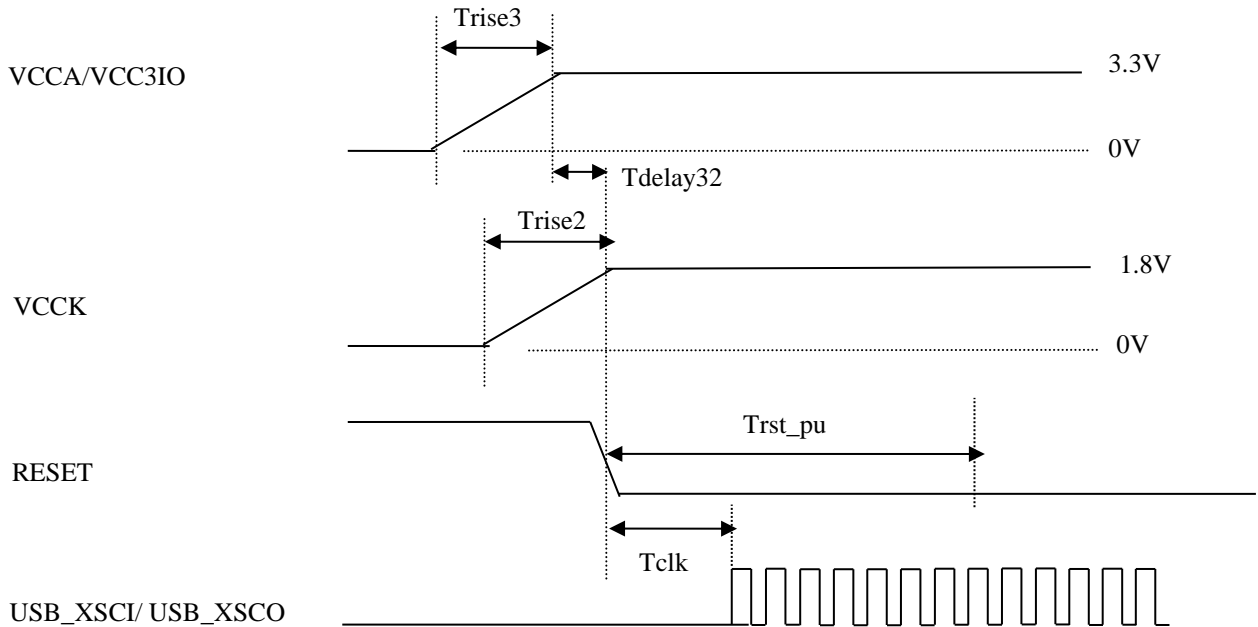 Trise3
VCCA/VCC3IO
3.3V
0V
Tdelay32
Trise2
1.8V
VCCK
0V
Trst_pu
RESET
Tclk
USB_XSCI/ USB_XSCO